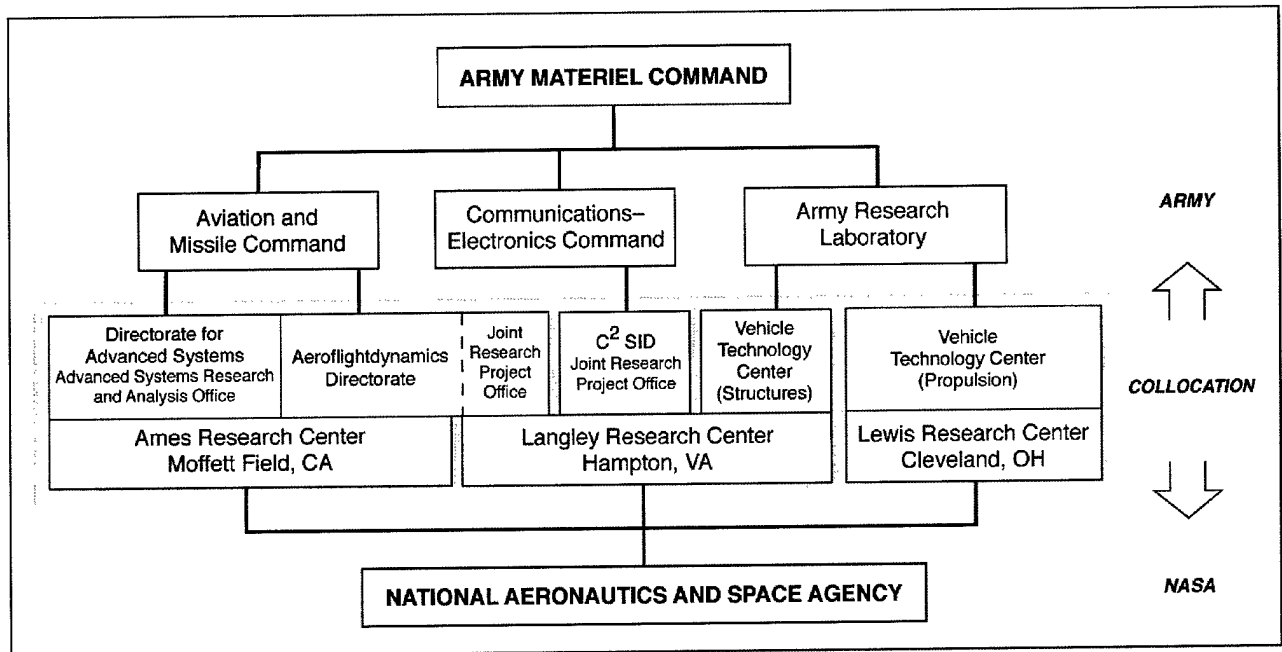 ARMY MATERIEL COMMAND
Aviation and
Missile Command
Communications–
Electronics Command
Army Research
Laboratory
ARMY
Directorate for
Advanced Systems
Advanced Systems Research
and Analysis Office
Aeroflightdynamics
Directorate
Joint
Research
Project
Office
C² SID
Joint Research
Project Office
Vehicle
Technology
Center
(Structures)
Vehicle
Technology Center
(Propulsion)
COLLOCATION
Ames Research Center
Moffett Field, CA
Langley Research Center
Hampton, VA
Lewis Research Center
Cleveland, OH
NATIONAL AERONAUTICS AND SPACE AGENCY
NASA